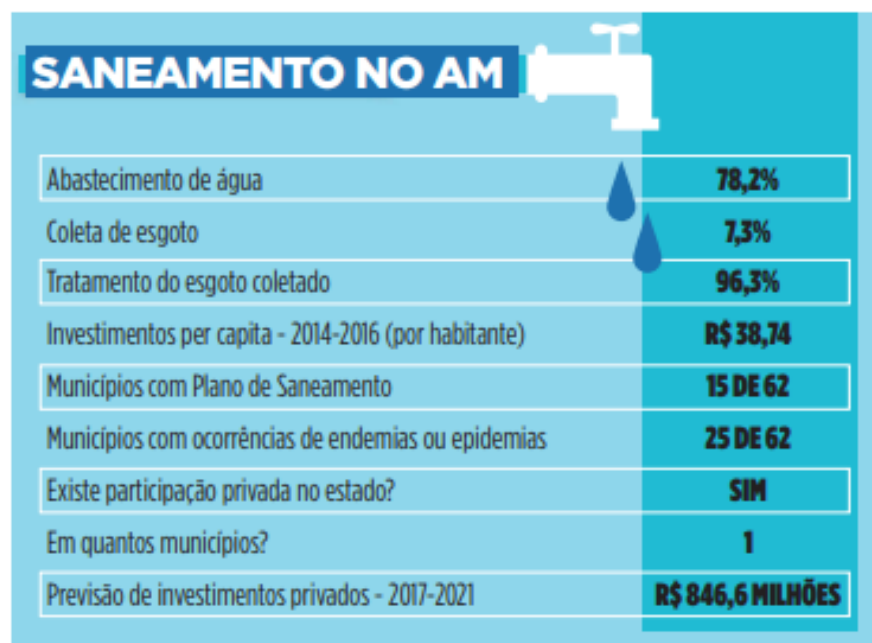 SANEAMENTO NO AM
Abastecimento de água 78,2%
Coleta de esgoto 7,3%
Tratamento do esgoto coletado 96,3%
Investimentos per capita - 2014-2016 (por habitante) R$ 38,74
Municípios com Plano de Saneamento 15 DE 62
Municípios com ocorrências de endemias ou epidemias 25 DE 62
Existe participação privada no estado? SIM
Em quantos municípios? 1
Previsão de investimentos privados - 2017-2021 R$ 846,6 MILHÕES